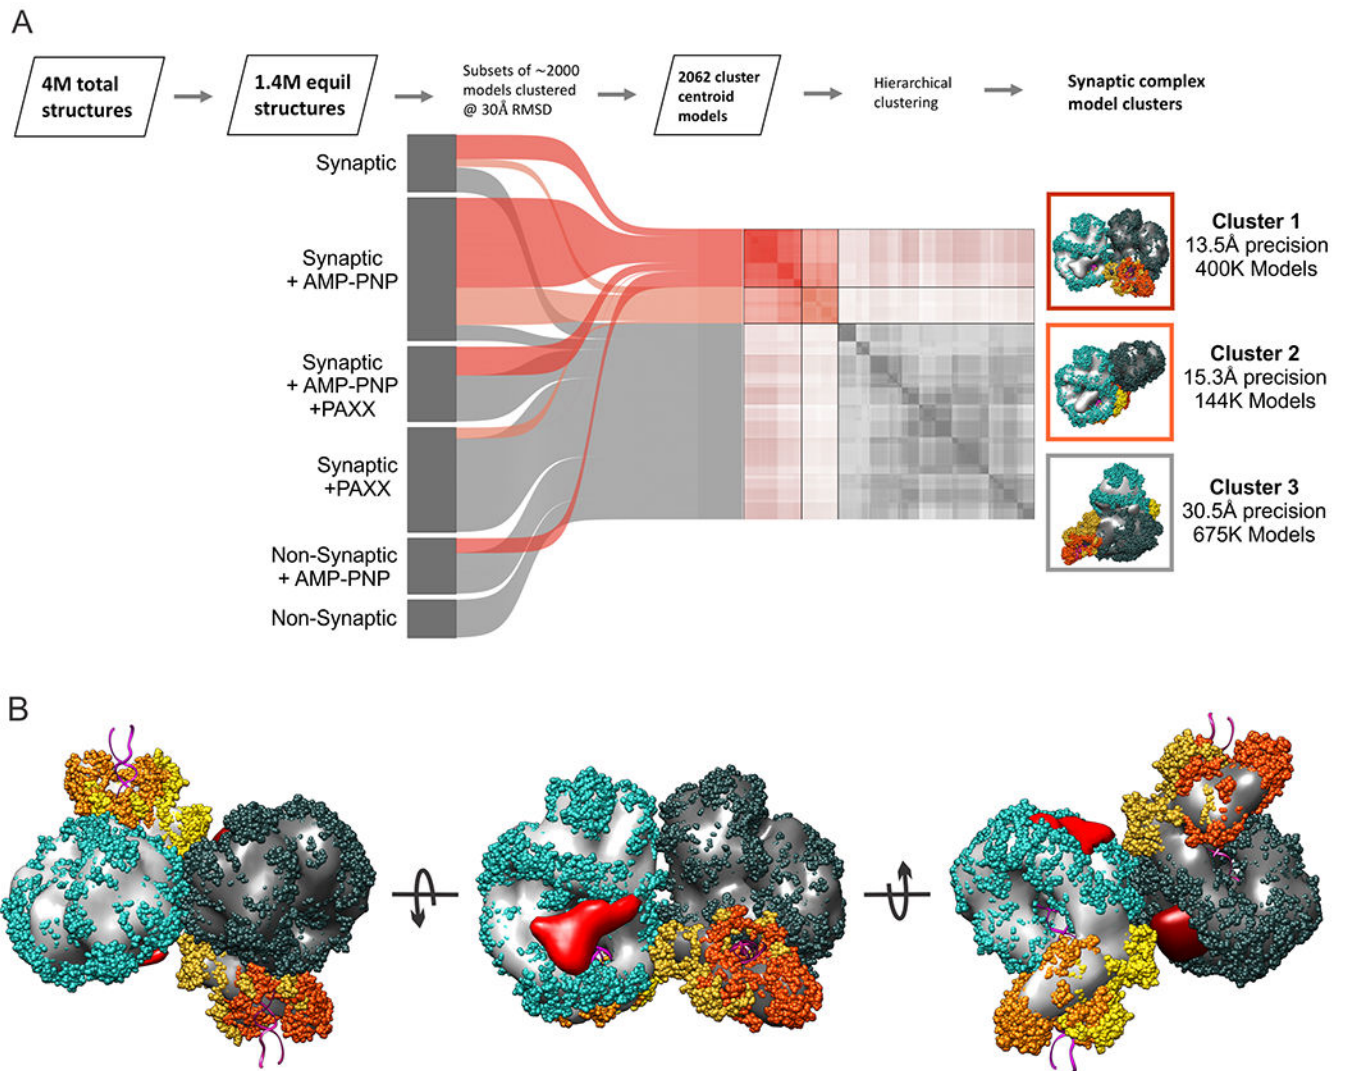 A
4M total
structures
1.4M equil
structures
Subsets of ~2000
models clustered
@ 30Å RMSD
2062 cluster
centroid
models
Hierarchical
clustering
Synaptic complex
model clusters
Synaptic
Synaptic
+ AMP-PNP
Synaptic
+ AMP-PNP
+PAXX
Synaptic
+PAXX
Non-Synaptic
+ AMP-PNP
Non-Synaptic
Cluster 1
13.5Å precision
400K Models
Cluster 2
15.3Å precision
144K Models
Cluster 3
30.5Å precision
675K Models
B